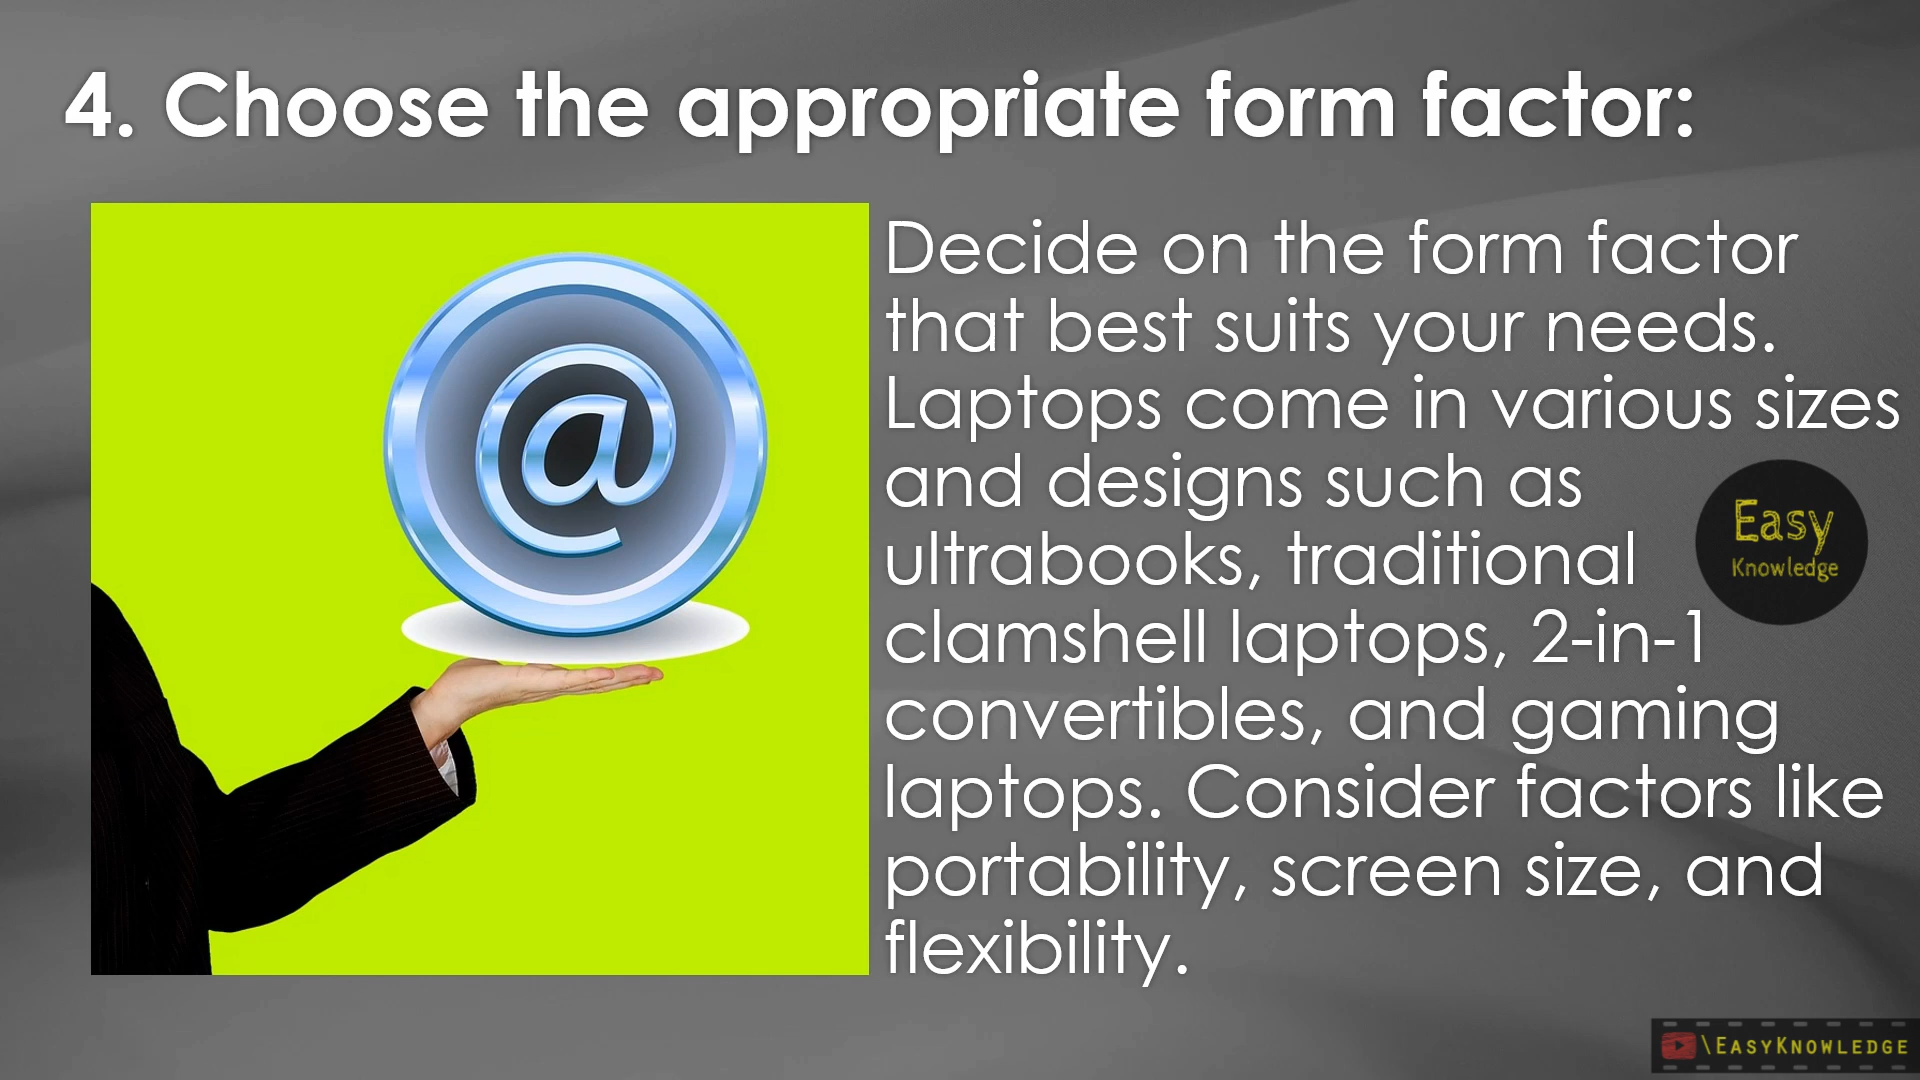 4. Choose the appropriate form factor:
@
Decide on the form factor
that best suits your needs.
Laptops come in various sizes
and designs such as
ultrabooks, traditional
clamshell laptops, 2-in-1
convertibles, and gaming
laptops. Consider factors like
portability, screen size, and
flexibility.
Easy
Knowledge
\EasyKnowledge